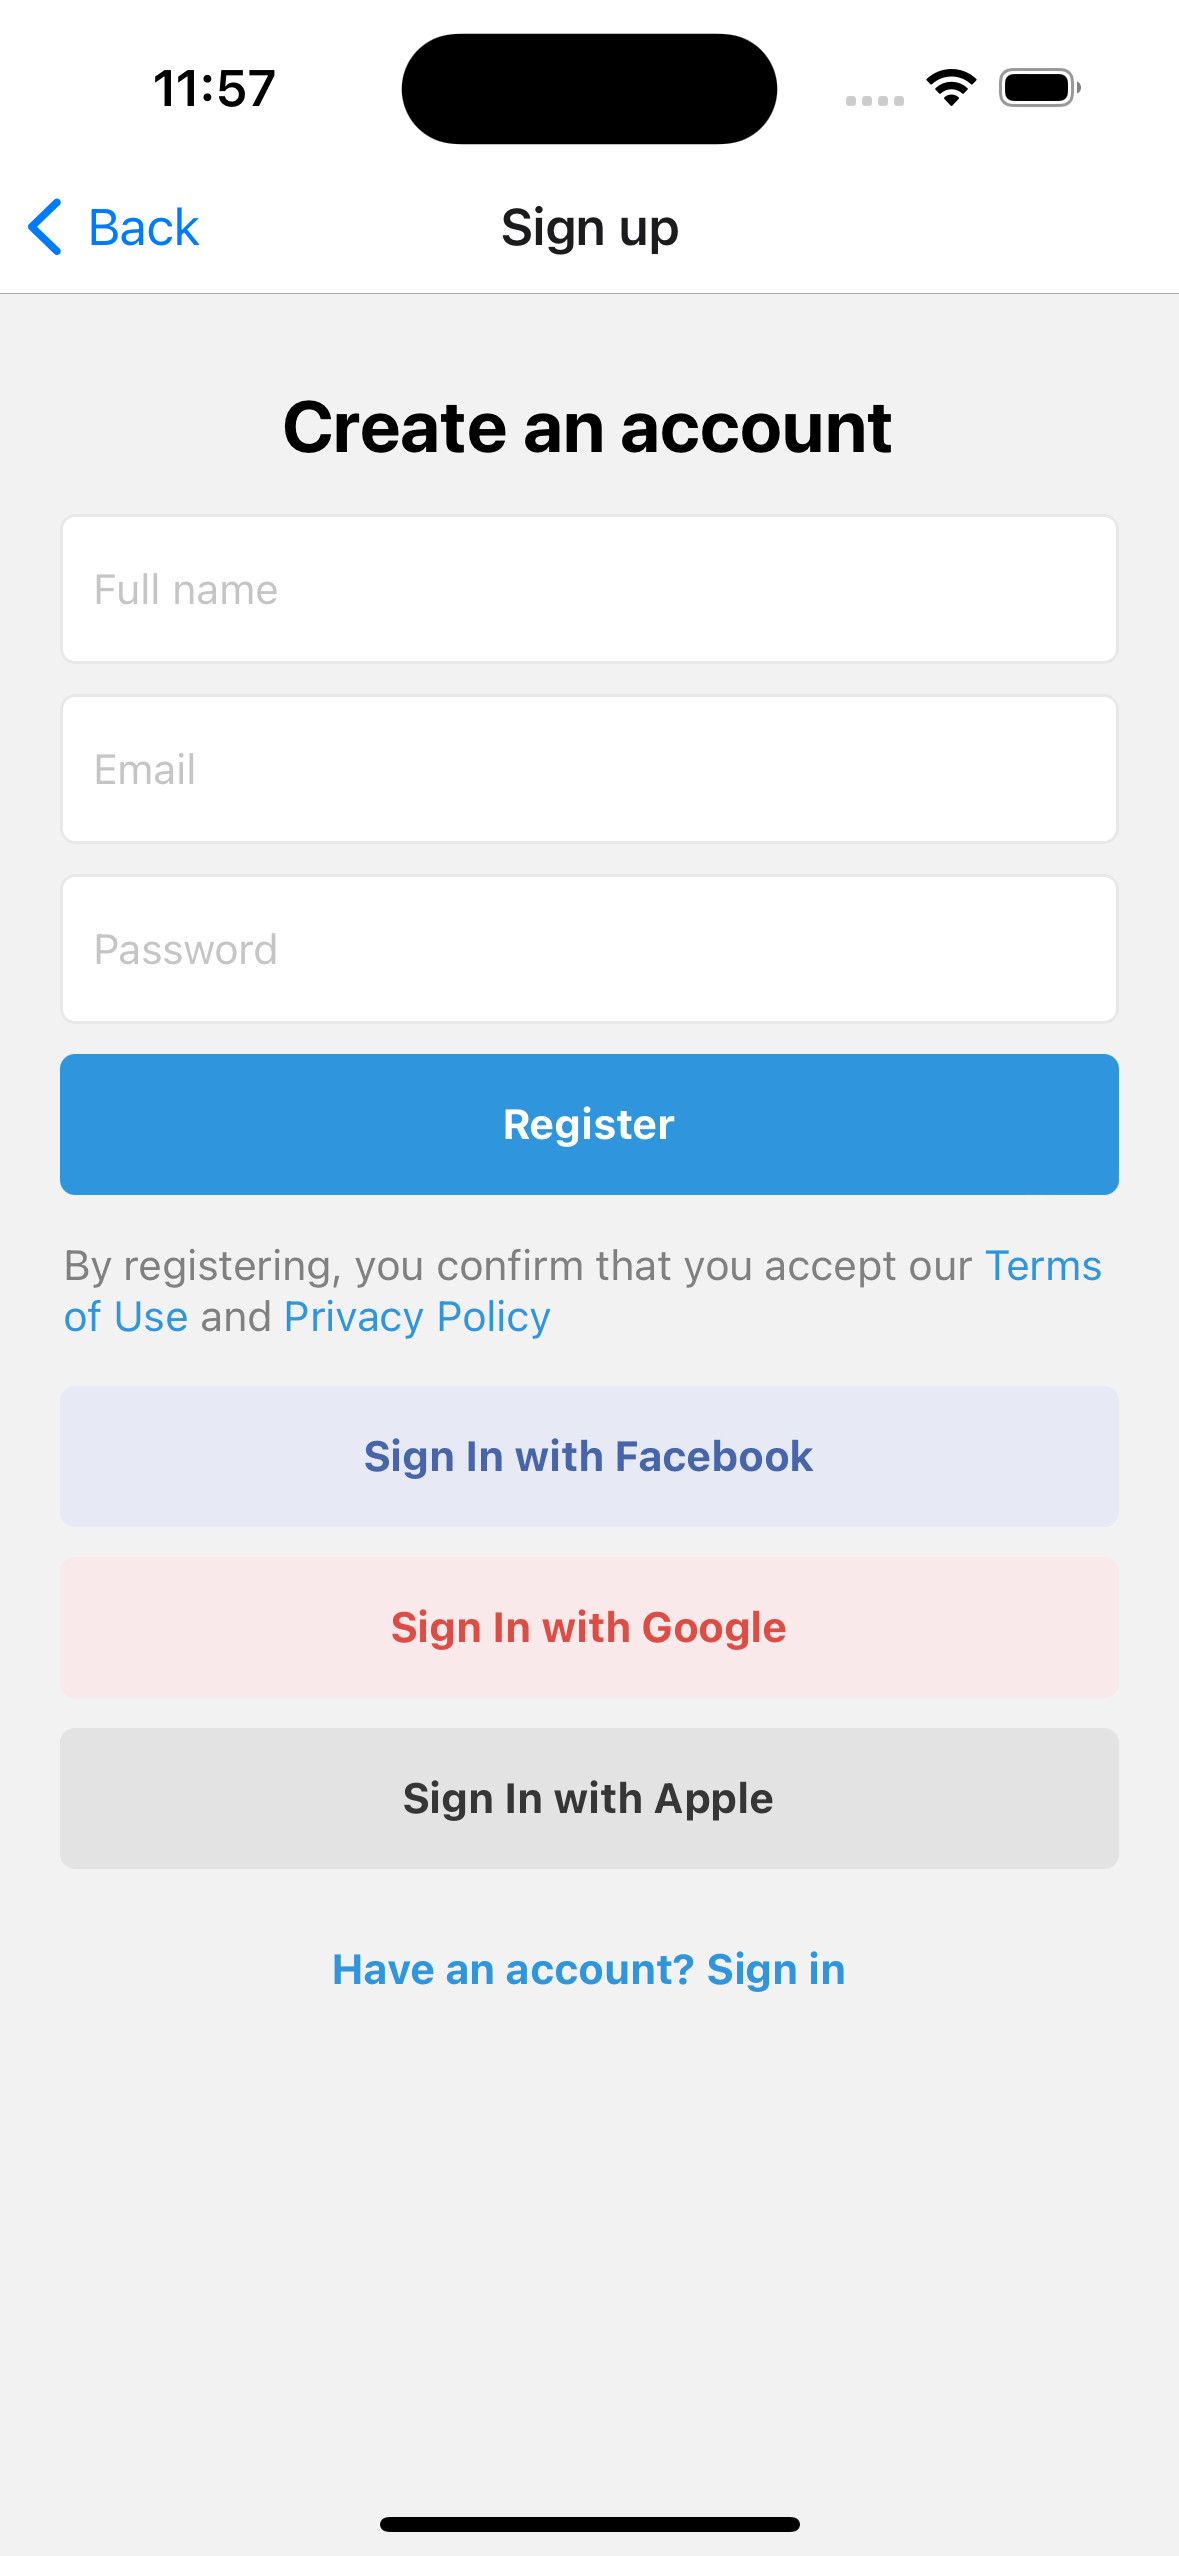 11:57
Back
Sign up
Create an account
Full name
Email
Password
Register
By registering, you confirm that you accept our Terms
of Use and Privacy Policy
Sign In with Facebook
Sign In with Google
Sign In with Apple
Have an account? Sign in